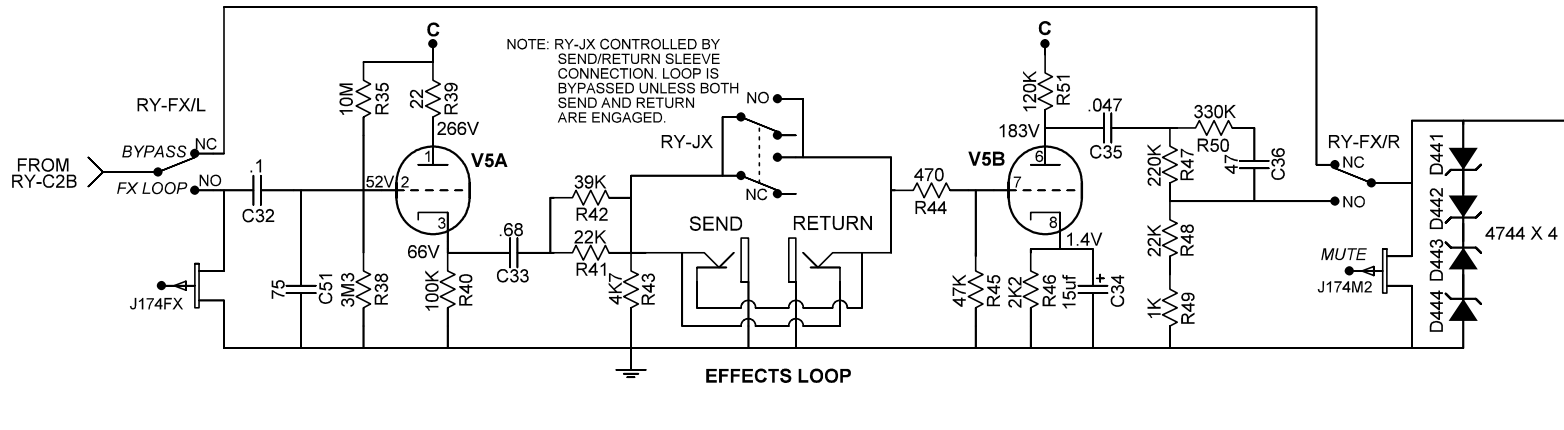 C
C
NOTE: RY-JX CONTROLLED BY
SEND/RETURN SLEEVE
CONNECTION. LOOP IS
BYPASSED UNLESS BOTH
SEND AND RETURN
ARE ENGAGED.
RY-FX/L
10M
R35
22
R39
266V
NO
RY-JX
NC
120K
R51
183V
.047
C35
330K
R50
47
C36
RY-FX/R
BYPASS
NC
FX LOOP
NO
FROM
RY-C2B
.1
C32
52V
1
2
3
V5A
66V
.68
C33
39K
R42
22K
R41
SEND
RETURN
470
R44
V5B
6
7
8
1.4V
220K
R47
22K
R48
NC
NO
D441
D442
D443
D444
4744 X 4
MUTE
J174M2
J174FX
75
C51
3M3
R38
100K
R40
4K7
R43
47K
R45
2K2
R46
15uf
+
C34
1K
R49
EFFECTS LOOP